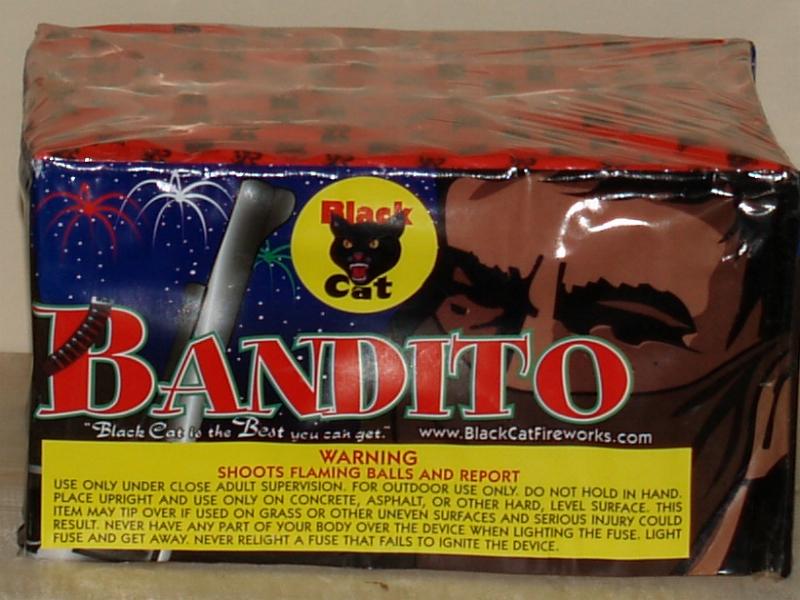 Black
Cat
BANDITO
"Black Cat is the Best you can get."
www.BlackCatFireworks.com
WARNING
SHOOTS FLAMING BALLS AND REPORT
USE ONLY UNDER CLOSE ADULT SUPERVISION. FOR OUTDOOR USE ONLY. DO NOT HOLD IN HAND.
PLACE UPRIGHT AND USE ONLY ON CONCRETE, ASPHALT, OR OTHER HARD, LEVEL SURFACE. THIS
ITEM MAY TIP OVER IF USED ON GRASS OR OTHER UNEVEN SURFACES AND SERIOUS INJURY COULD
RESULT. NEVER HAVE ANY PART OF YOUR BODY OVER THE DEVICE WHEN LIGHTING THE FUSE. LIGHT
FUSE AND GET AWAY. NEVER RELIGHT A FUSE THAT FAILS TO IGNITE THE DEVICE.